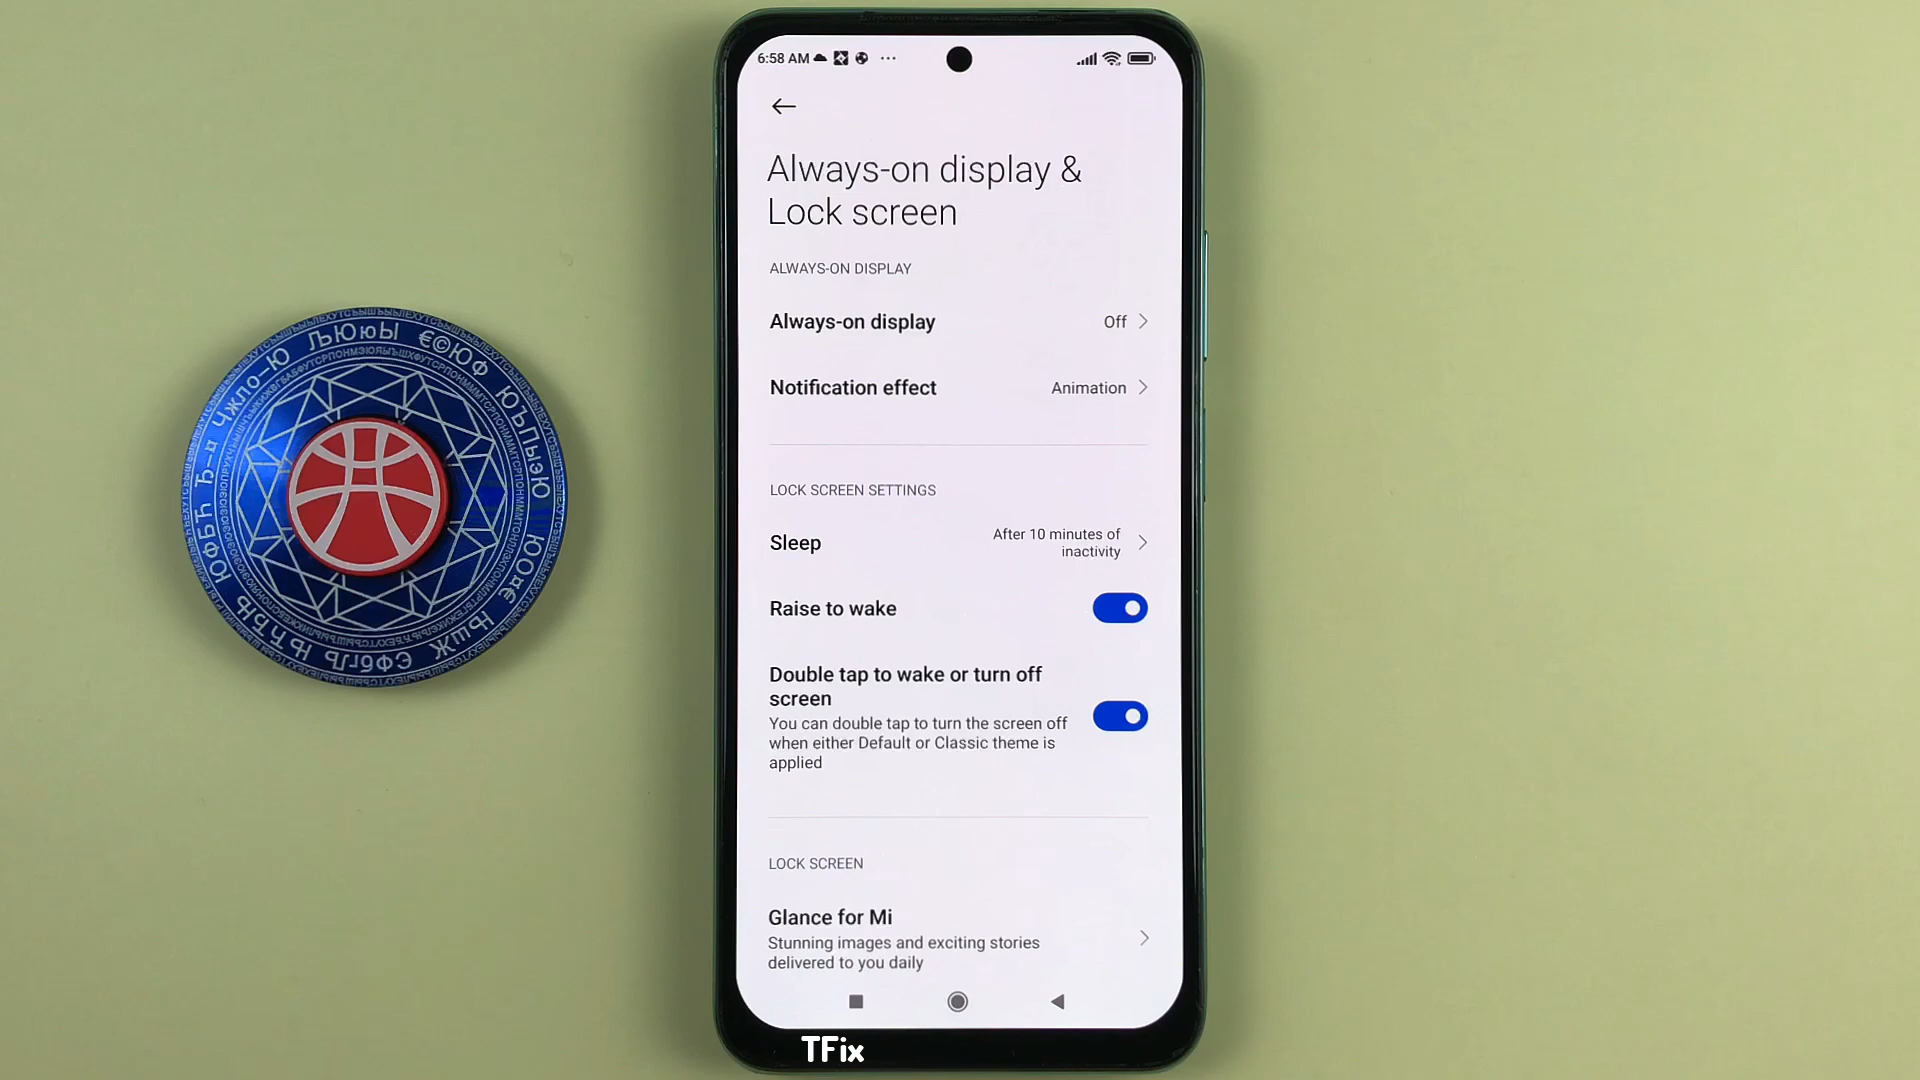 6:58 AM
Always-on display &
Lock screen
ALWAYS-ON DISPLAY
Always-on display
Off
Notification effect
Animation
LOCK SCREEN SETTINGS
Sleep
After 10 minutes of
inactivity
Raise to wake
Double tap to wake or turn off
screen
You can double tap to turn the screen off
when either Default or Classic theme is
applied
LOCK SCREEN
Glance for Mi
Stunning images and exciting stories
delivered to you daily
TFix